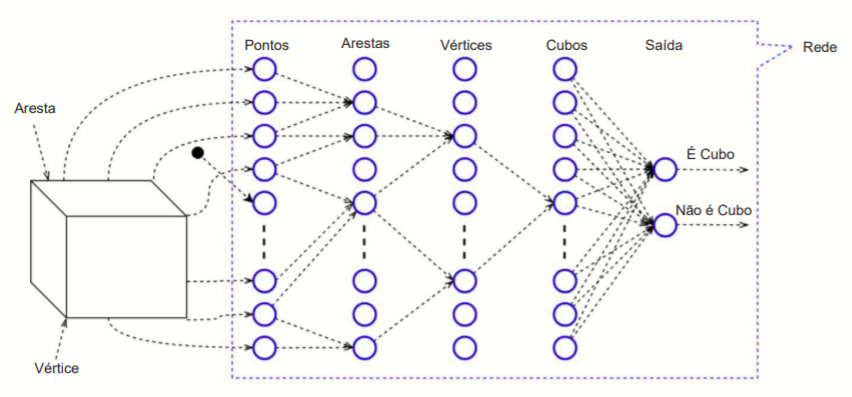 Pontos
Arestas
Vértices
Cubos
Saída
Rede
Aresta
É Cubo
Não é Cubo
Vértice